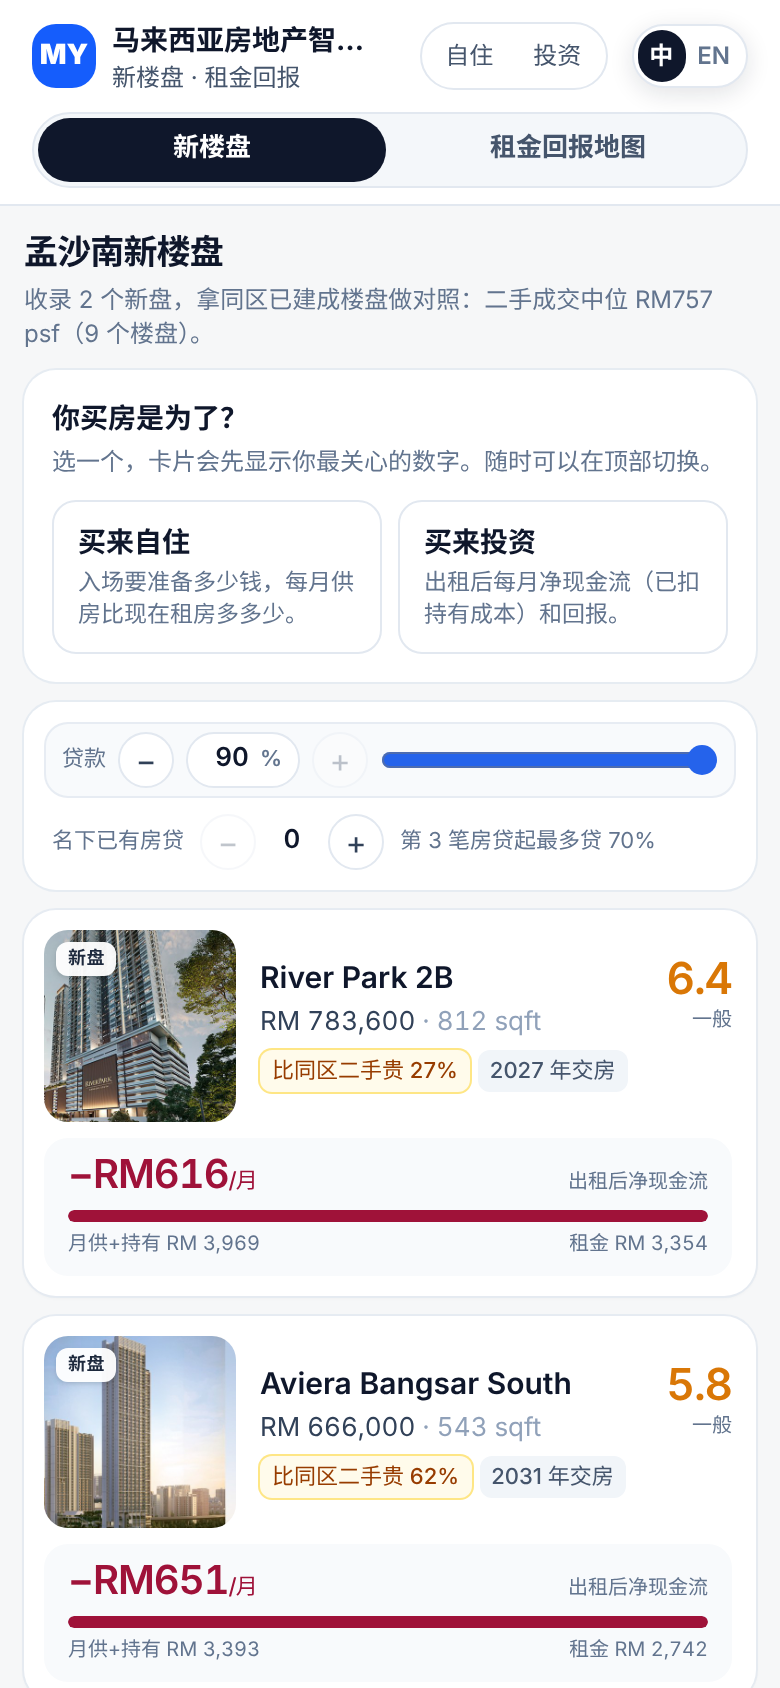 MY
马来西亚房地产智...
新楼盘 · 租金回报
自住 投资
中 EN
新楼盘 租金回报地图
孟沙南新楼盘
收录 2 个新盘，拿同区已建成楼盘做对照：二手成交中位 RM757
psf（9 个楼盘）。
你买房是为了？
选一个，卡片会先显示你最关心的数字。随时可以在顶部切换。
买来自住
入场要准备多少钱，每月供
房比现在租房多多少。
买来投资
出租后每月净现金流（已扣
持有成本）和回报。
贷款 − 90 % +
名下已有房贷 − 0 + 第 3 笔房贷起最多贷 70%
新盘
RIVERPARK
River Park 2B
RM 783,600 · 812 sqft
比同区二手贵 27% 2027 年交房
6.4
一般
−RM616/月 出租后净现金流
月供+持有 RM 3,969 租金 RM 3,354
新盘
Aviera Bangsar South
RM 666,000 · 543 sqft
比同区二手贵 62% 2031 年交房
5.8
一般
−RM651/月 出租后净现金流
月供+持有 RM 3,393 租金 RM 2,742